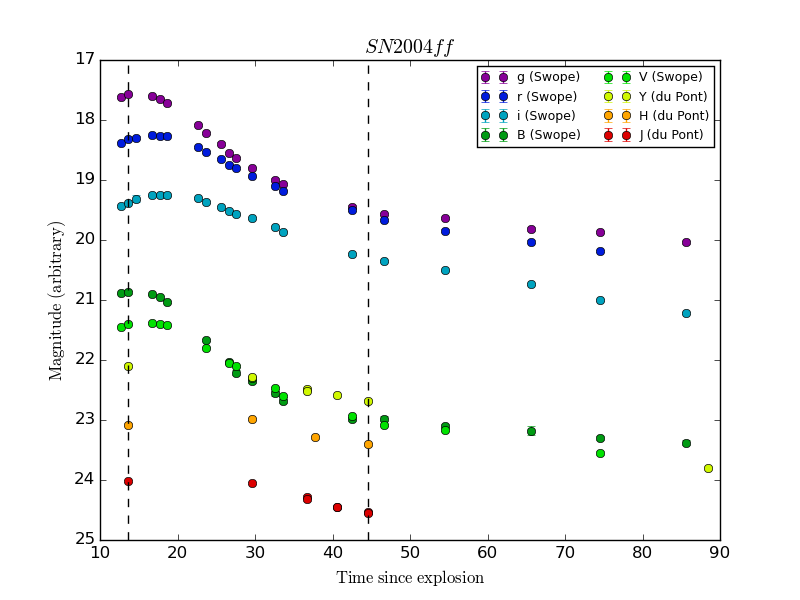 SN2004ff
17
18
19
20
21
22
23
24
25
Magnitude (arbitrary)
g (Swope)
r (Swope)
i (Swope)
B (Swope)
V (Swope)
Y (du Pont)
H (du Pont)
J (du Pont)
10 20 30 40 50 60 70 80 90
Time since explosion